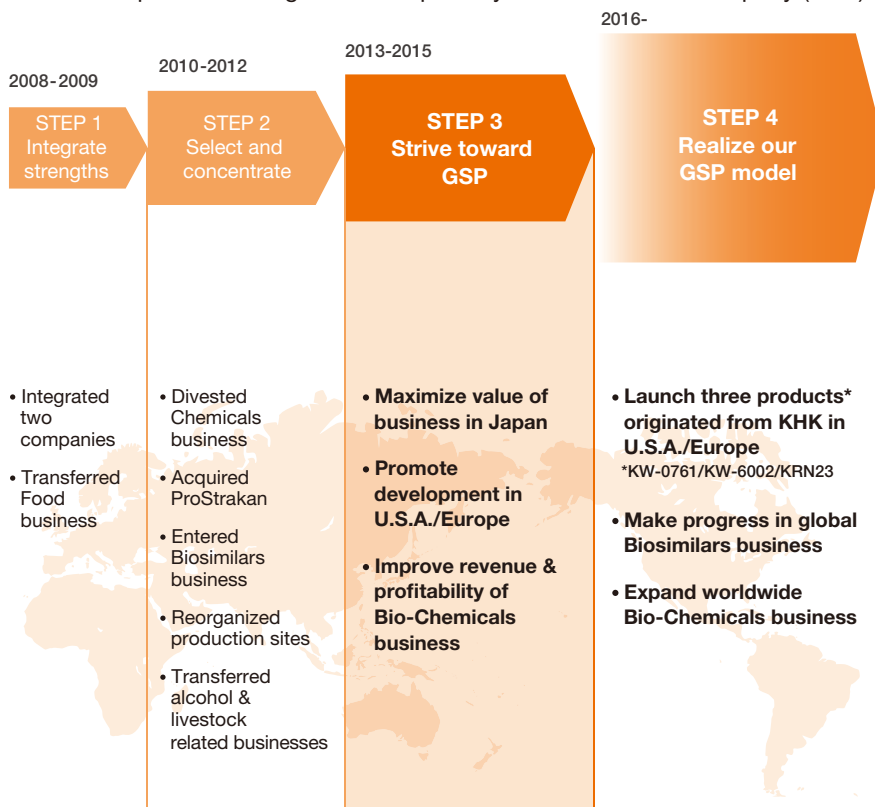 2008-2009
STEP 1
Integrate
strengths
• Integrated
two
companies
• Transferred
Food
business
2010-2012
STEP 2
Select and
concentrate
• Divested
Chemicals
business
• Acquired
ProStrakan
• Entered
Biosimilars
business
• Reorganized
production sites
• Transferred
alcohol &
livestock
related businesses
2013-2015
STEP 3
Strive toward
GSP
• Maximize value of
business in Japan
• Promote
development in
U.S.A./Europe
• Improve revenue &
profitability of
Bio-Chemicals
business
2016-
STEP 4
Realize our
GSP model
• Launch three products*
originated from KHK in
U.S.A./Europe
*KW-0761/KW-6002/KRN23
• Make progress in global
Biosimilars business
• Expand worldwide
Bio-Chemicals business